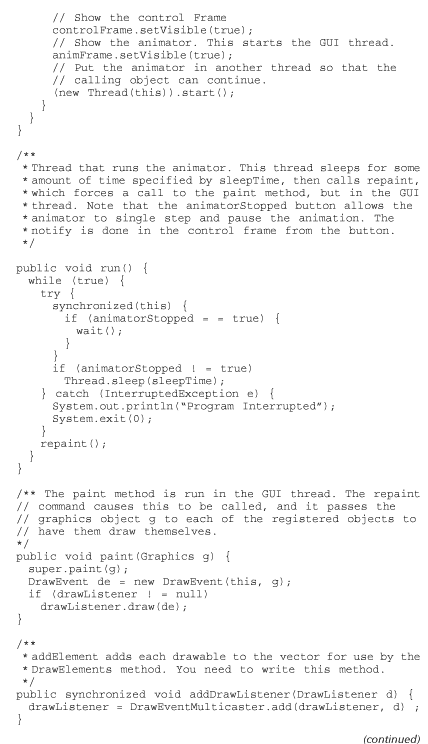 // Show the control Frame
controlFrame.setVisible(true);
// Show the animator. This starts the GUI thread.
animFrame.setVisible(true);
// Put the animator in another thread so that the
// calling object can continue.
(new Thread(this)).start();
}
}
}
/**
* Thread that runs the animator. This thread sleeps for some
* amount of time specified by sleepTime, then calls repaint,
* which forces a call to the paint method, but in the GUI
* thread. Note that the animatorStopped button allows the
* animator to single step and pause the animation. The
* notify is done in the control frame from the button.
*/
public void run() {
while (true) {
try {
synchronized(this) {
if (animatorStopped = = true) {
wait();
}
}
if (animatorStopped ! = true)
Thread.sleep(sleepTime);
} catch (InterruptedException e) {
System.out.println("Program Interrupted");
System.exit(0);
}
repaint();
}
}
/** The paint method is run in the GUI thread. The repaint
// command causes this to be called, and it passes the
// graphics object g to each of the registered objects to
// have them draw themselves.
*/
public void paint(Graphics g) {
super.paint(g);
DrawEvent de = new DrawEvent(this, g);
if (drawListener ! = null)
drawListener.draw(de);
}
/**
* addElement adds each drawable to the vector for use by the
* DrawElements method. You need to write this method.
*/
public synchronized void addDrawListener(DrawListener d) {
drawListener = DrawEventMulticaster.add(drawListener, d) ;
}
(continued)